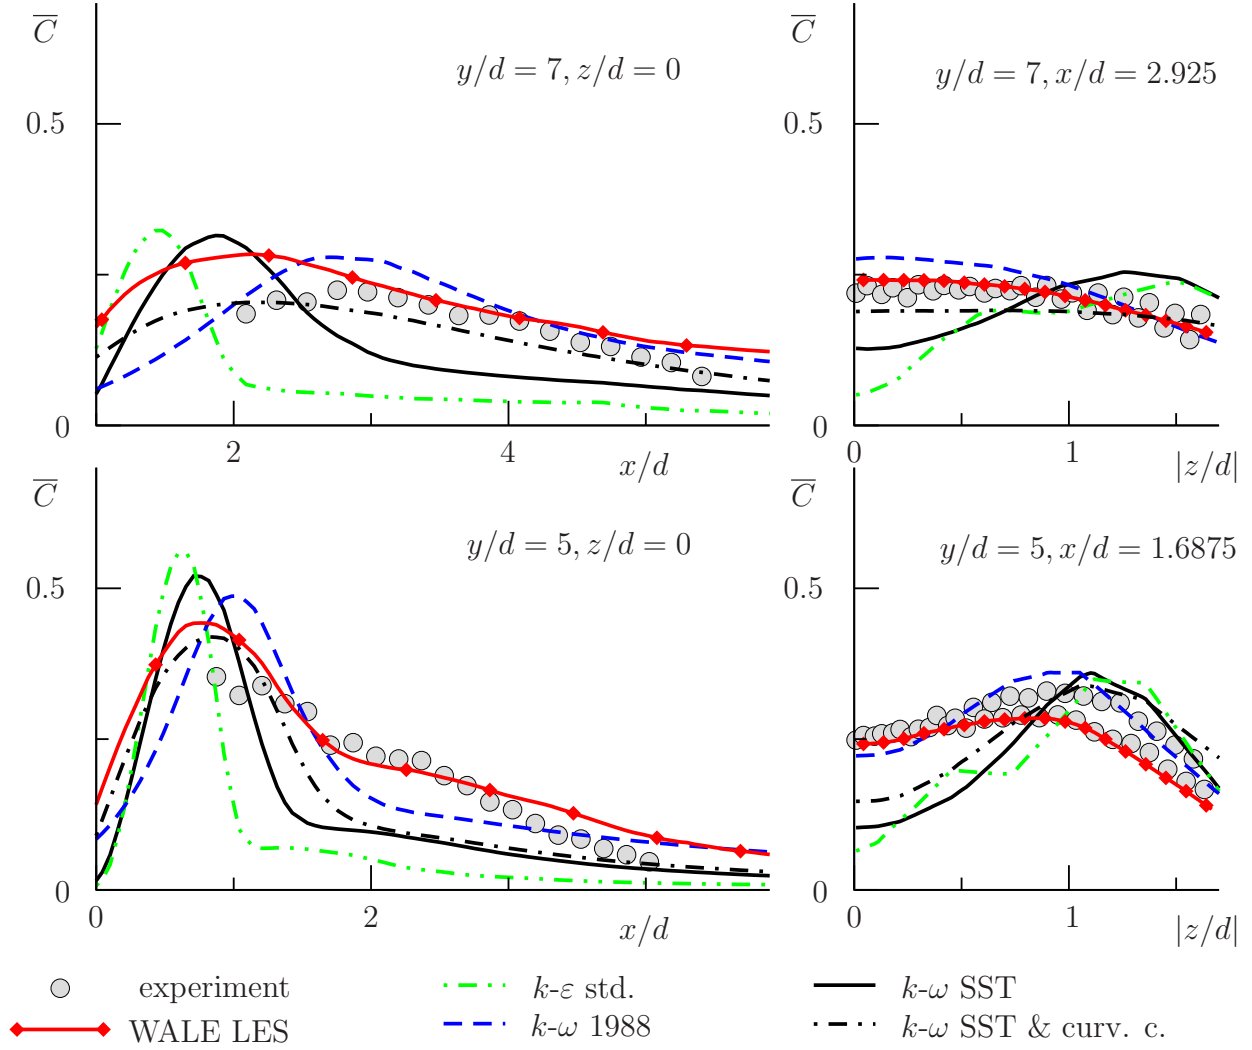 C̅
y/d = 7, z/d = 0
0.5
0
2
4
x/d
C̅
y/d = 7, x/d = 2.925
0.5
0
0
1
|z/d|
C̅
y/d = 5, z/d = 0
0.5
0
0
2
x/d
C̅
y/d = 5, x/d = 1.6875
0.5
0
0
1
|z/d|
experiment
k-ε std.
k-ω SST
WALE LES
k-ω 1988
k-ω SST & curv. c.